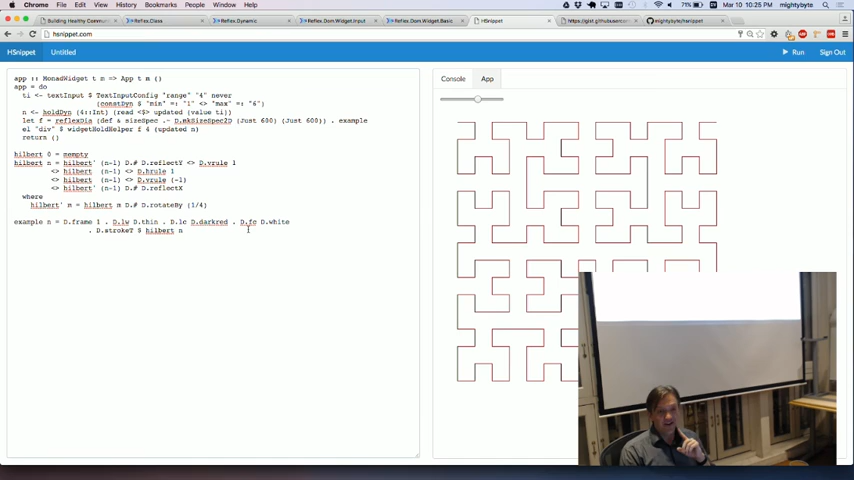 Chrome File Edit View History Bookmarks People Window Help 71% Mar 10 10:25 PM mightybyte
Building Healthy Commun Reflex.Class Reflex.Dynamic Reflex.Dom.Widget.Input Reflex.Dom.Widget.Basic HSnippet https://gist.githubuserco mightybyte/hsnippet
hsnippet.com
HSnippet Untitled Run Sign Out
Console App
app :: MonadWidget t m => App t m ()
app = do
ti <- textInput $ TextInputConfig "range" "4" never
(constDyn $ "min" =: "1" <> "max" =: "6")
n <- holdDyn (4::Int) (read <$> updated (value ti))
let f = reflexDia (def & sizeSpec .~ D.mkSizeSpec2D (Just 600) (Just 600)) . example
el "div" $ widgetHoldHelper f 4 (updated n)
return ()
hilbert 0 = mempty
hilbert n = hilbert' (n-1) D.# D.reflectY <> D.vrule 1
<> hilbert (n-1) <> D.hrule 1
<> hilbert (n-1) <> D.vrule (-1)
<> hilbert' (n-1) D.# D.reflectX
where
hilbert' m = hilbert m D.# D.rotateBy (1/4)
example n = D.frame 1 . D.lw D.thin . D.lc D.darkred . D.fc D.white
. D.strokeT $ hilbert n